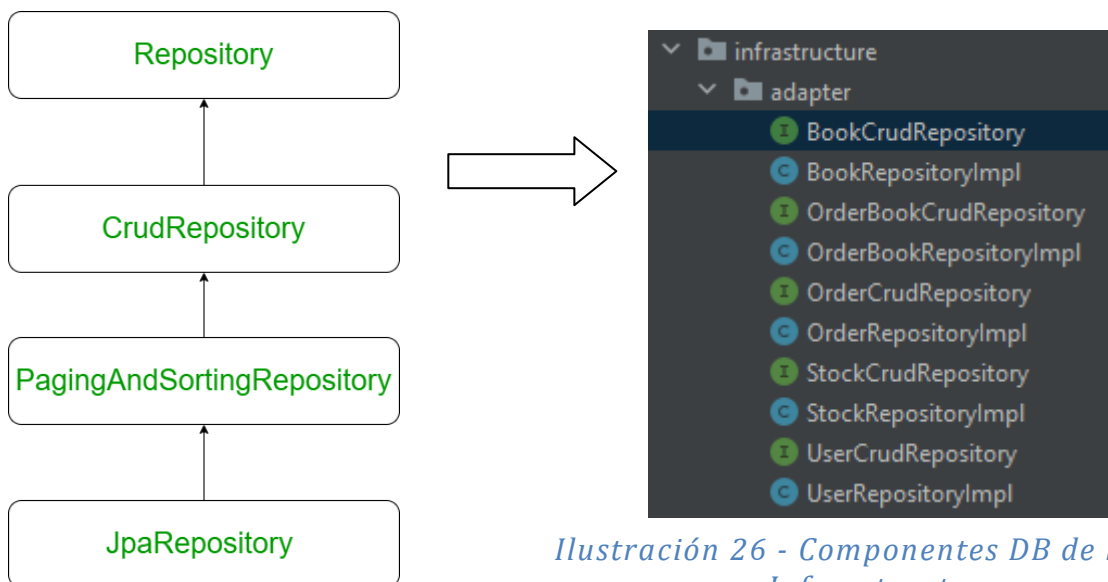 Repository
CrudRepository
PagingAndSortingRepository
JpaRepository
infrastructure
adapter
BookCrudRepository
BookRepositoryImpl
OrderBookCrudRepository
OrderBookRepositoryImpl
OrderCrudRepository
OrderRepositoryImpl
StockCrudRepository
StockRepositoryImpl
UserCrudRepository
UserRepositoryImpl
Ilustración 26 - Componentes DB de